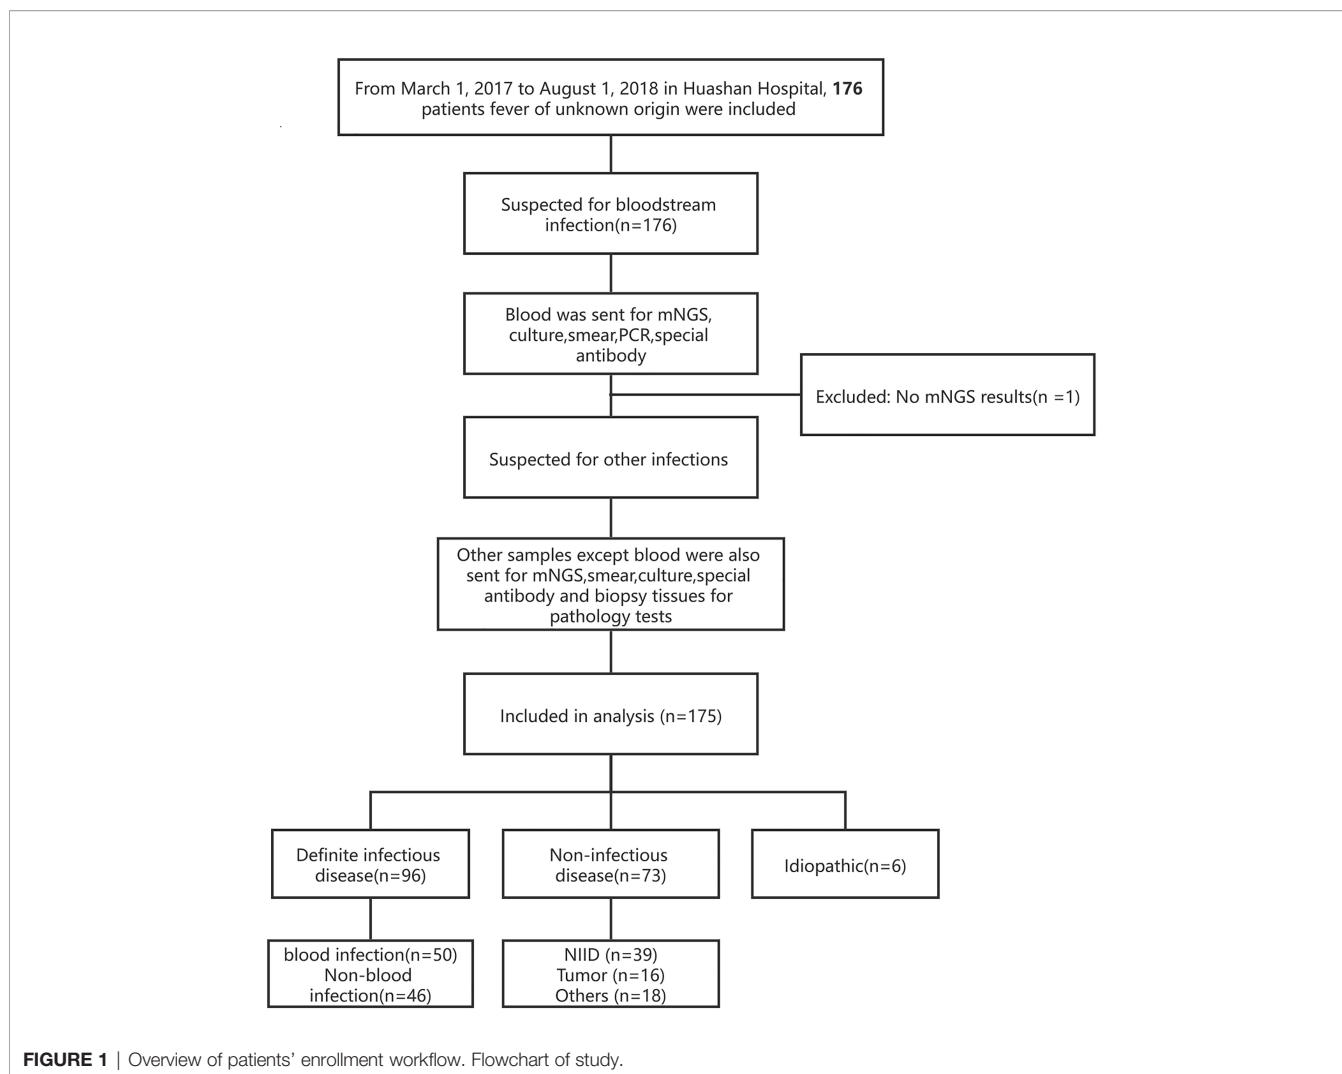 From March 1, 2017 to August 1, 2018 in Huashan Hospital, 176
patients fever of unknown origin were included
Suspected for bloodstream
infection(n=176)
Blood was sent for mNGS,
culture,smear,PCR,special
antibody
Excluded: No mNGS results(n =1)
Suspected for other infections
Other samples except blood were also
sent for mNGS,smear,culture,special
antibody and biopsy tissues for
pathology tests
Included in analysis (n=175)
Definite infectious
disease(n=96)
Non-infectious
disease(n=73)
Idiopathic(n=6)
blood infection(n=50)
Non-blood
infection(n=46)
NIID (n=39)
Tumor (n=16)
Others (n=18)
FIGURE 1 | Overview of patients’ enrollment workflow. Flowchart of study.